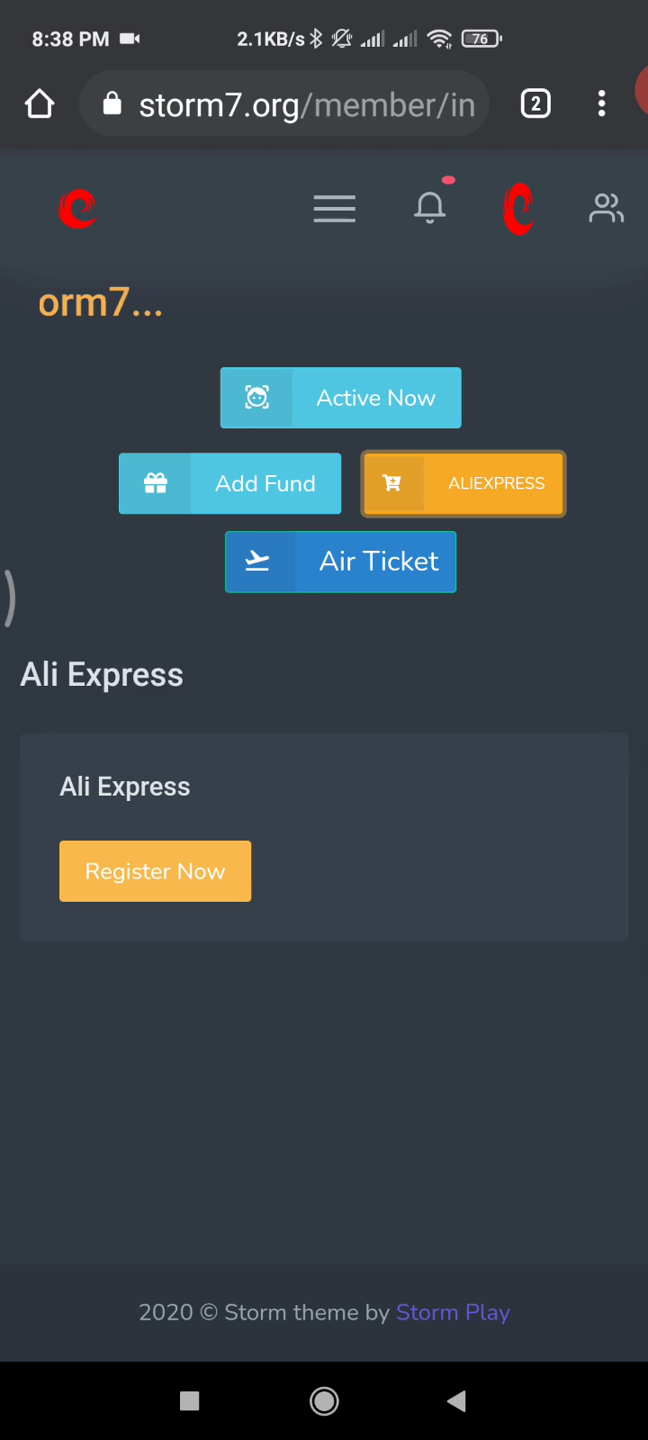 8:38 PM 2.1KB/s 76
storm7.org/member/in 2
orm7...
Active Now
Add Fund ALIEXPRESS
Air Ticket
Ali Express
Ali Express
Register Now
2020 © Storm theme by Storm Play